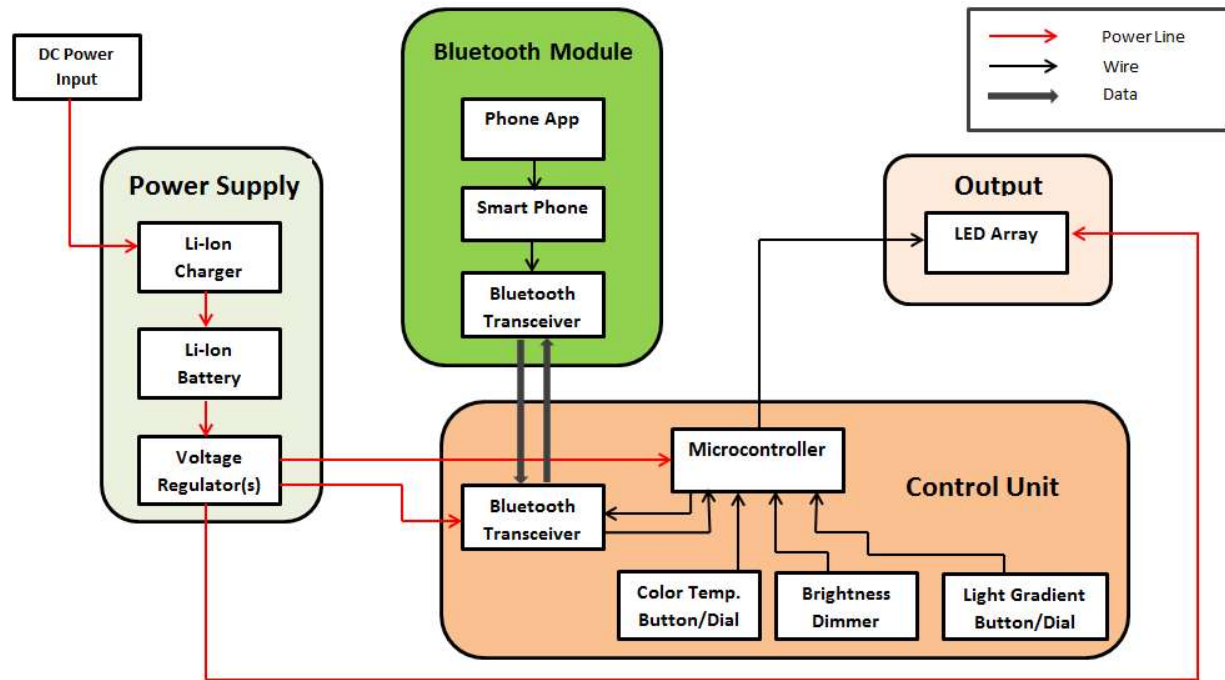 DC Power
Input
Bluetooth Module
Phone App
Smart Phone
Bluetooth
Transceiver
Power Line
Wire
Data
Power Supply
Li-Ion
Charger
Li-Ion
Battery
Voltage
Regulator(s)
Output
LED Array
Microcontroller
Control Unit
Bluetooth
Transceiver
Color Temp.
Button/Dial
Brightness
Dimmer
Light Gradient
Button/Dial